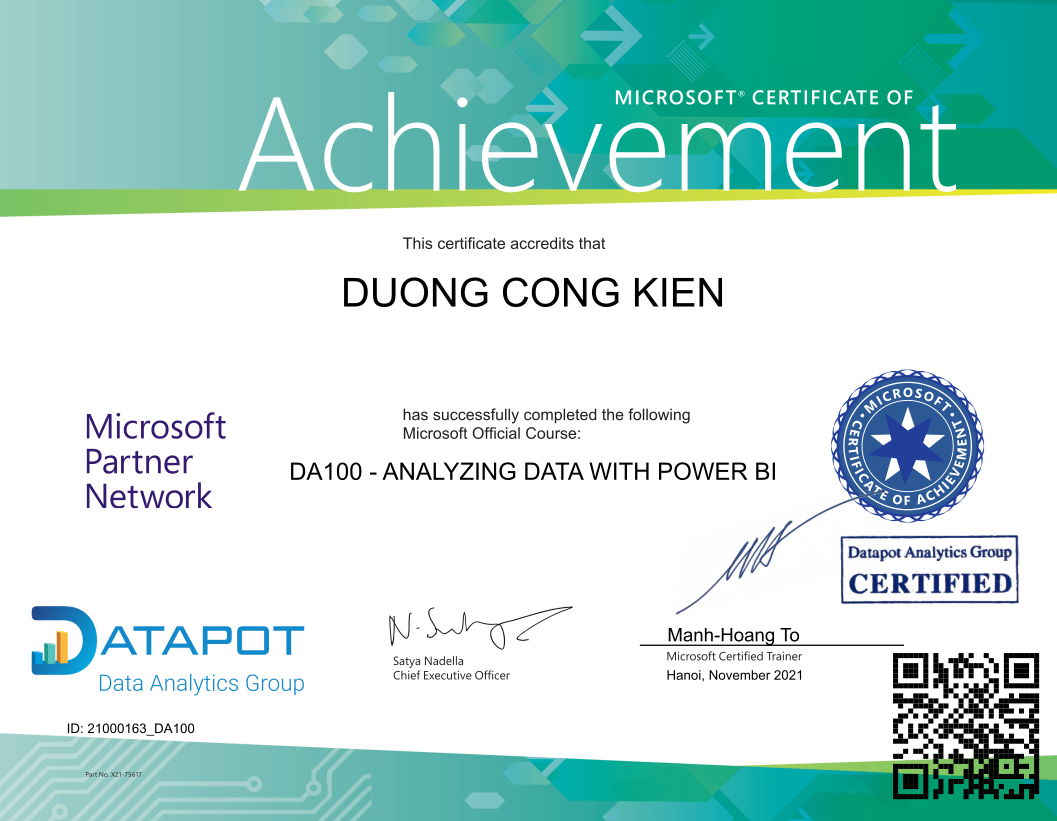 MICROSOFT® CERTIFICATE OF
Achievement
This certificate accredits that
DUONG CONG KIEN
has successfully completed the following
Microsoft Official Course:
DA100 - ANALYZING DATA WITH POWER BI
Microsoft
Partner
Network
• MICROSOFT •
CERTIFICATE OF ACHIEVEMENT
Datapot Analytics Group
CERTIFIED
DATAPOT
Data Analytics Group
Satya Nadella
Chief Executive Officer
Manh-Hoang To
Microsoft Certified Trainer
Hanoi, November 2021
ID: 21000163_DA100
Part No. X21-75617